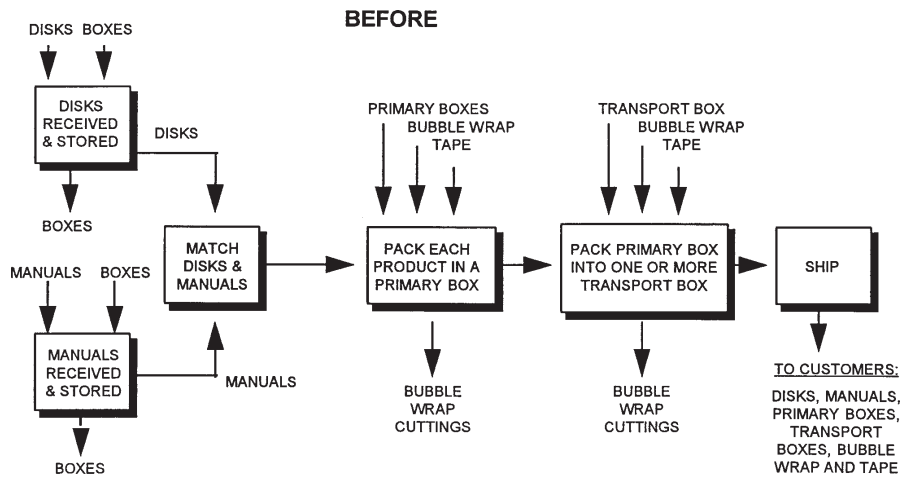 BEFORE
DISKS BOXES
DISKS
RECEIVED
& STORED
DISKS
BOXES
MANUALS BOXES
MANUALS
RECEIVED
& STORED
MANUALS
BOXES
MATCH
DISKS &
MANUALS
PRIMARY BOXES
BUBBLE WRAP
TAPE
PACK EACH
PRODUCT IN A
PRIMARY BOX
BUBBLE
WRAP
CUTTINGS
TRANSPORT BOX
BUBBLE WRAP
TAPE
PACK PRIMARY BOX
INTO ONE OR MORE
TRANSPORT BOX
BUBBLE
WRAP
CUTTINGS
SHIP
TO CUSTOMERS:
DISKS, MANUALS,
PRIMARY BOXES,
TRANSPORT
BOXES, BUBBLE
WRAP AND TAPE